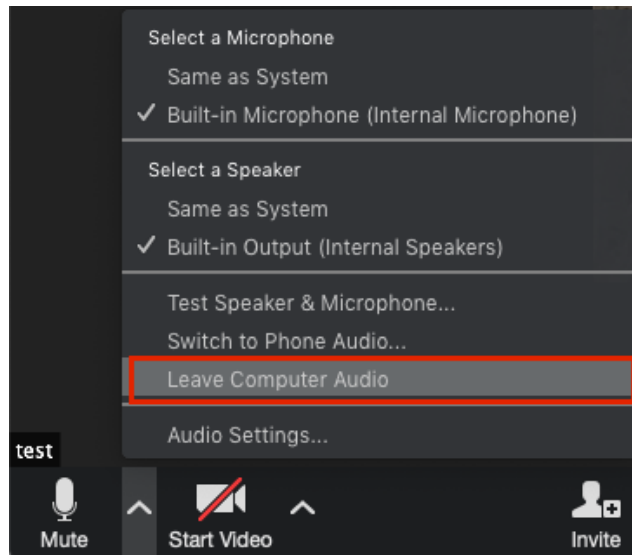 Select a Microphone
Same as System
Built-in Microphone (Internal Microphone)
Select a Speaker
Same as System
Built-in Output (Internal Speakers)
Test Speaker & Microphone...
Switch to Phone Audio...
Leave Computer Audio
Audio Settings...
test
Mute Start Video Invite